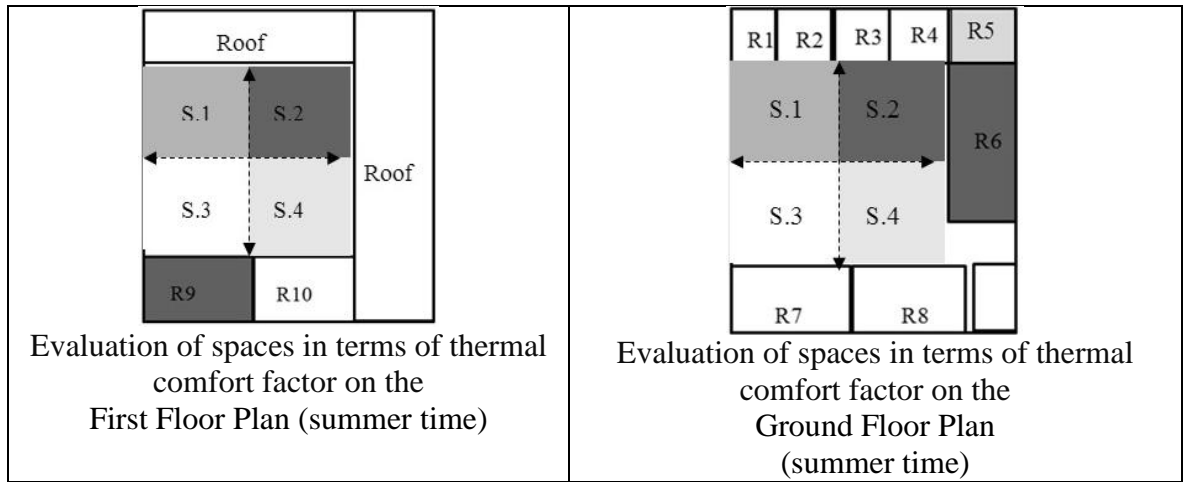 Roof
S.1 S.2
Roof
S.3 S.4
R9 R10
Evaluation of spaces in terms of thermal
comfort factor on the
First Floor Plan (summer time)
R1 R2 R3 R4 R5
S.1 S.2
R6
S.3 S.4
R7 R8
Evaluation of spaces in terms of thermal
comfort factor on the
Ground Floor Plan
(summer time)